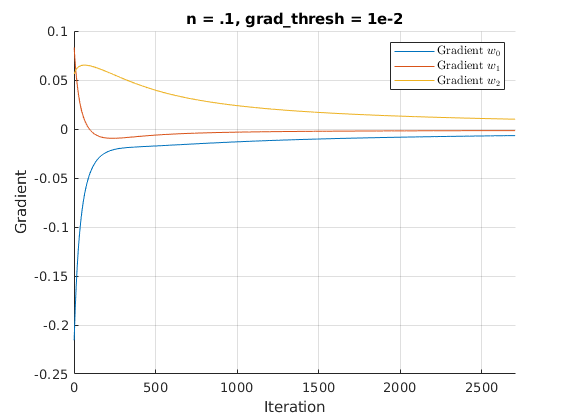 n = .1, grad_thresh = 1e-2
Gradient w₀
Gradient w₁
Gradient w₂
0.1
0.05
0
-0.05
-0.1
-0.15
-0.2
-0.25
Gradient
0 500 1000 1500 2000 2500
Iteration